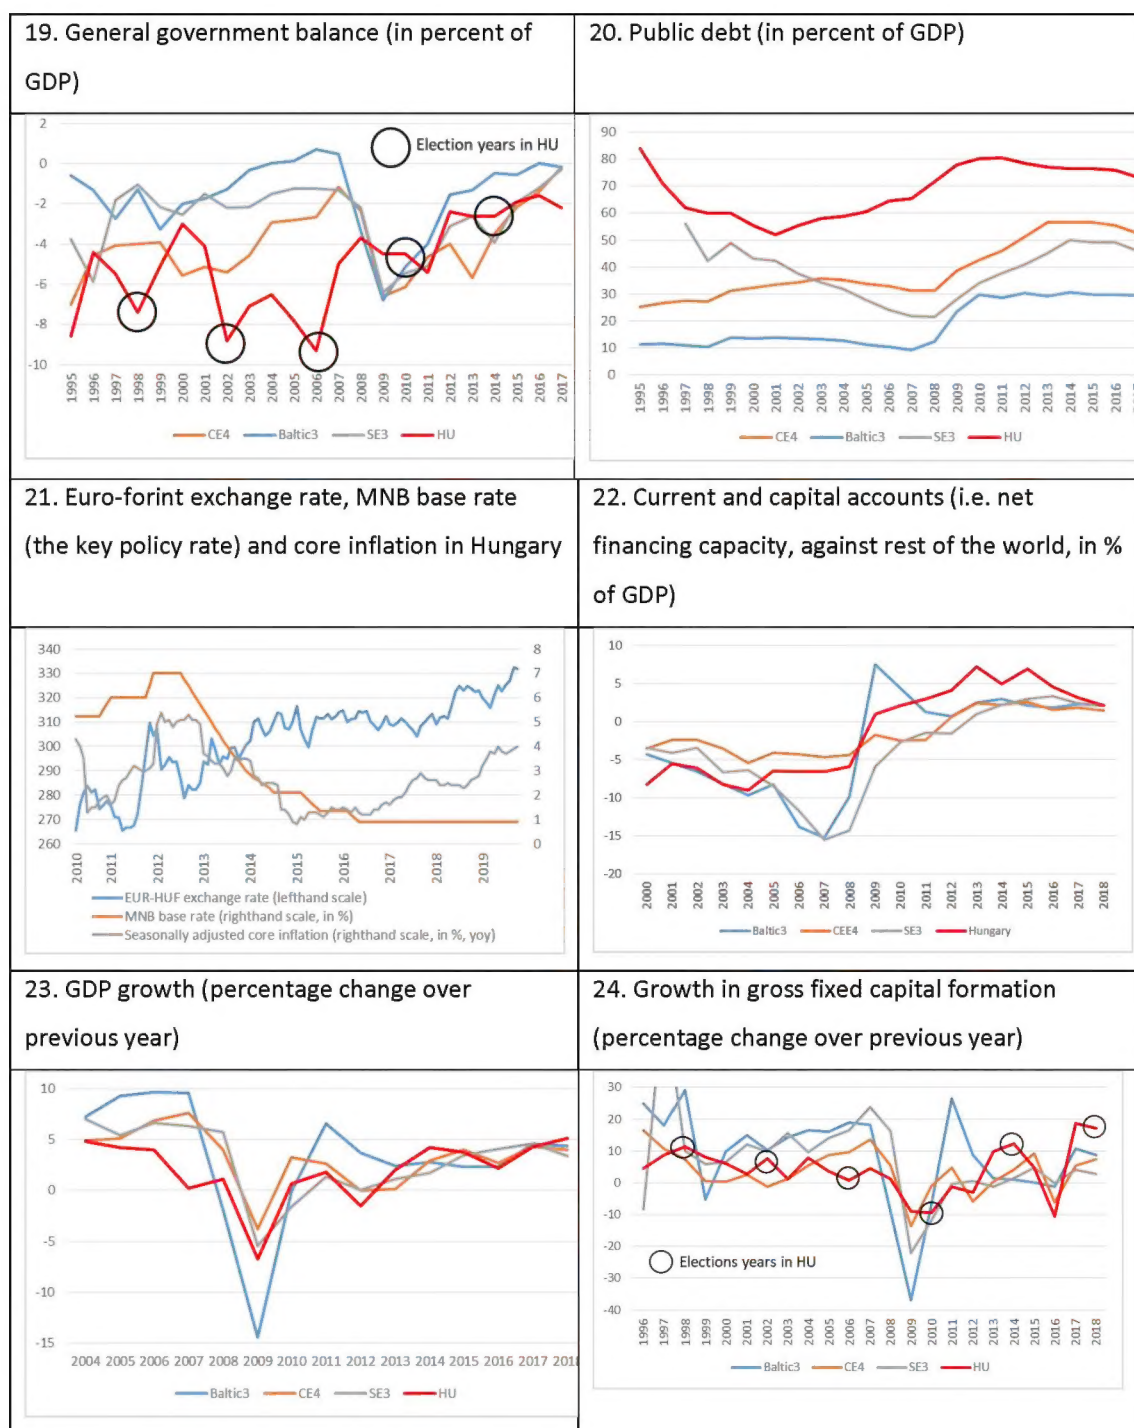 19. General government balance (in percent of
GDP)
20. Public debt (in percent of GDP)
2
0
-2
-4
-6
-8
-10
Election years in HU
1995 1996 1997 1998 1999 2000 2001 2002 2003 2004 2005 2006 2007 2008 2009 2010 2011 2012 2013 2014 2015 2016 2017
CE4 Baltic3 SE3 HU
90
80
70
60
50
40
30
20
10
0
1995 1996 1997 1998 1999 2000 2001 2002 2003 2004 2005 2006 2007 2008 2009 2010 2011 2012 2013 2014 2015 2016
CE4 Baltic3 SE3 HU
21. Euro-forint exchange rate, MNB base rate
(the key policy rate) and core inflation in Hungary
22. Current and capital accounts (i.e. net
financing capacity, against rest of the world, in %
of GDP)
340 8
330 7
320 6
310 5
300 4
290 3
280 2
270 1
260 0
2010 2011 2012 2013 2014 2015 2016 2017 2018 2019
EUR-HUF exchange rate (lefthand scale)
MNB base rate (righthand scale, in %)
Seasonally adjusted core inflation (righthand scale, in %, yoy)
10
5
0
-5
-10
-15
-20
2000 2001 2002 2003 2004 2005 2006 2007 2008 2009 2010 2011 2012 2013 2014 2015 2016 2017 2018
Baltic3 CEE4 SE3 Hungary
23. GDP growth (percentage change over
previous year)
24. Growth in gross fixed capital formation
(percentage change over previous year)
10
5
0
-5
-10
-15
2004 2005 2006 2007 2008 2009 2010 2011 2012 2013 2014 2015 2016 2017 2018
Baltic3 CE4 SE3 HU
30
20
10
0
-10
-20
-30
-40
Elections years in HU
1996 1997 1998 1999 2000 2001 2002 2003 2004 2005 2006 2007 2008 2009 2010 2011 2012 2013 2014 2015 2016 2017 2018
Baltic3 CE4 SE3 HU